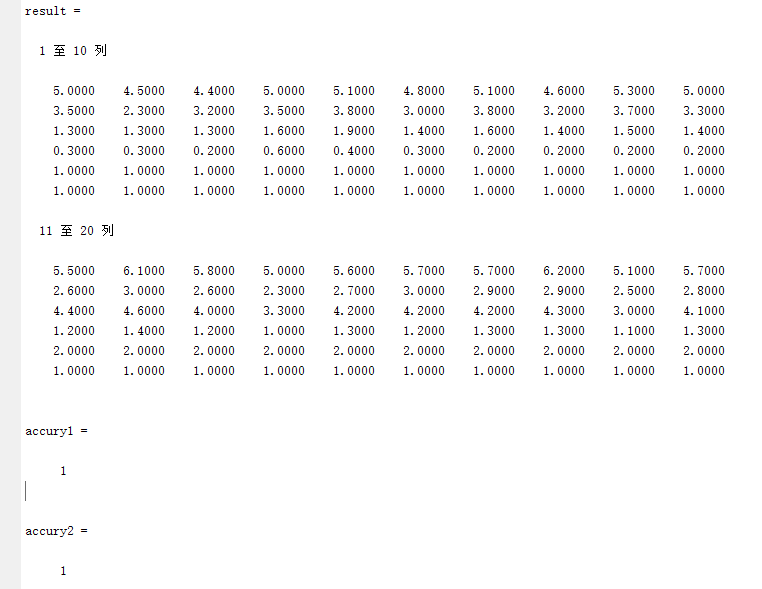 result =
1 至 10 列
5.0000 4.5000 4.4000 5.0000 5.1000 4.8000 5.1000 4.6000 5.3000 5.0000
3.5000 2.3000 3.2000 3.5000 3.8000 3.0000 3.8000 3.2000 3.7000 3.3000
1.3000 1.3000 1.3000 1.6000 1.9000 1.4000 1.6000 1.4000 1.5000 1.4000
0.3000 0.3000 0.2000 0.6000 0.4000 0.3000 0.2000 0.2000 0.2000 0.2000
1.0000 1.0000 1.0000 1.0000 1.0000 1.0000 1.0000 1.0000 1.0000 1.0000
1.0000 1.0000 1.0000 1.0000 1.0000 1.0000 1.0000 1.0000 1.0000 1.0000
11 至 20 列
5.5000 6.1000 5.8000 5.0000 5.6000 5.7000 5.7000 6.2000 5.1000 5.7000
2.6000 3.0000 2.6000 2.3000 2.7000 3.0000 2.9000 2.9000 2.5000 2.8000
4.4000 4.6000 4.0000 3.3000 4.2000 4.2000 4.2000 4.3000 3.0000 4.1000
1.2000 1.4000 1.2000 1.0000 1.3000 1.2000 1.3000 1.3000 1.1000 1.3000
2.0000 2.0000 2.0000 2.0000 2.0000 2.0000 2.0000 2.0000 2.0000 2.0000
1.0000 1.0000 1.0000 1.0000 1.0000 1.0000 1.0000 1.0000 1.0000 1.0000
accury1 =
1
accury2 =
1